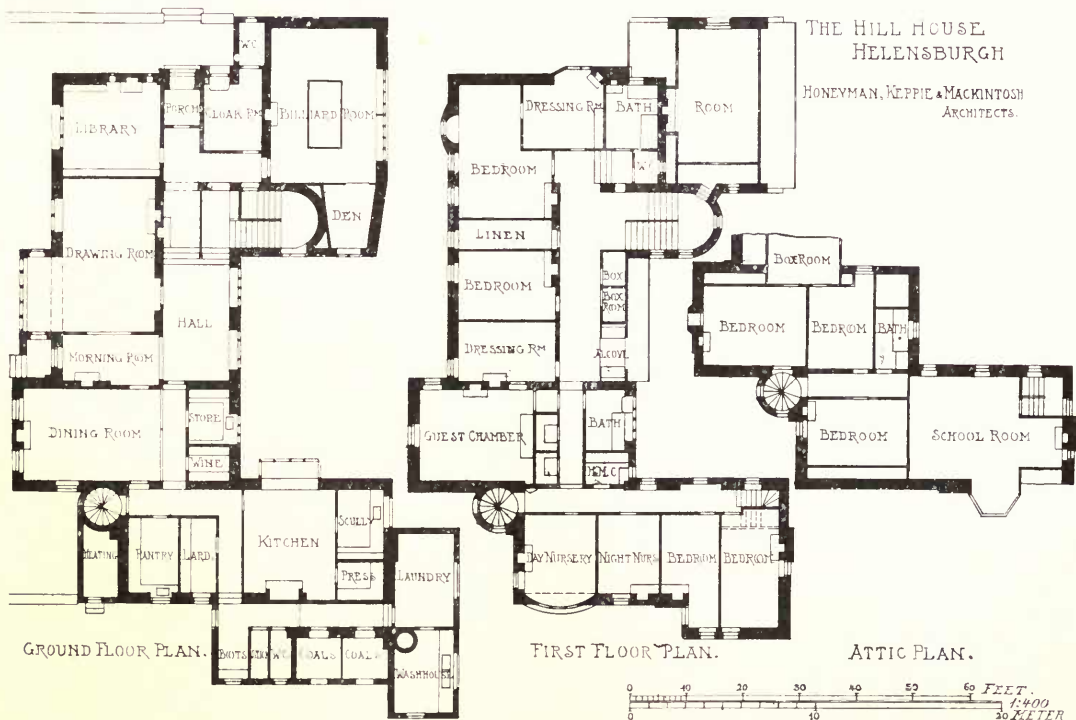 THE HILL HOUSE
HELENSBURGH
HONEYMAN, KEPPIE & MACKINTOSH
ARCHITECTS.
W.C
PORCH
CLOAK RM
BILLIARD ROOM
LIBRARY
DEN
DRAWING ROOM
HALL
MORNING ROOM
DINING ROOM
STORE
WINE
HEATING
PANTRY
LARD.
KITCHEN
SCULLY
PRESS
LAUNDRY
BOOTS
COALS
COAL
WASHHOUSE
GROUND FLOOR PLAN.
DRESSING RM
BATH
ROOM
BEDROOM
LINEN
BEDROOM
BOX
BOX
ROOM
DRESSING RM
ALCOVE
GUEST CHAMBER
BATH
H.M.C
DAY NURSERY
NIGHT NURS.
BEDROOM
BEDROOM
FIRST FLOOR PLAN.
BOX ROOM
BEDROOM
BEDROOM
BATH
BEDROOM
SCHOOL ROOM
ATTIC PLAN.
0 10 20 30 40 50 60 FEET.
1:400
0 10 20 METER